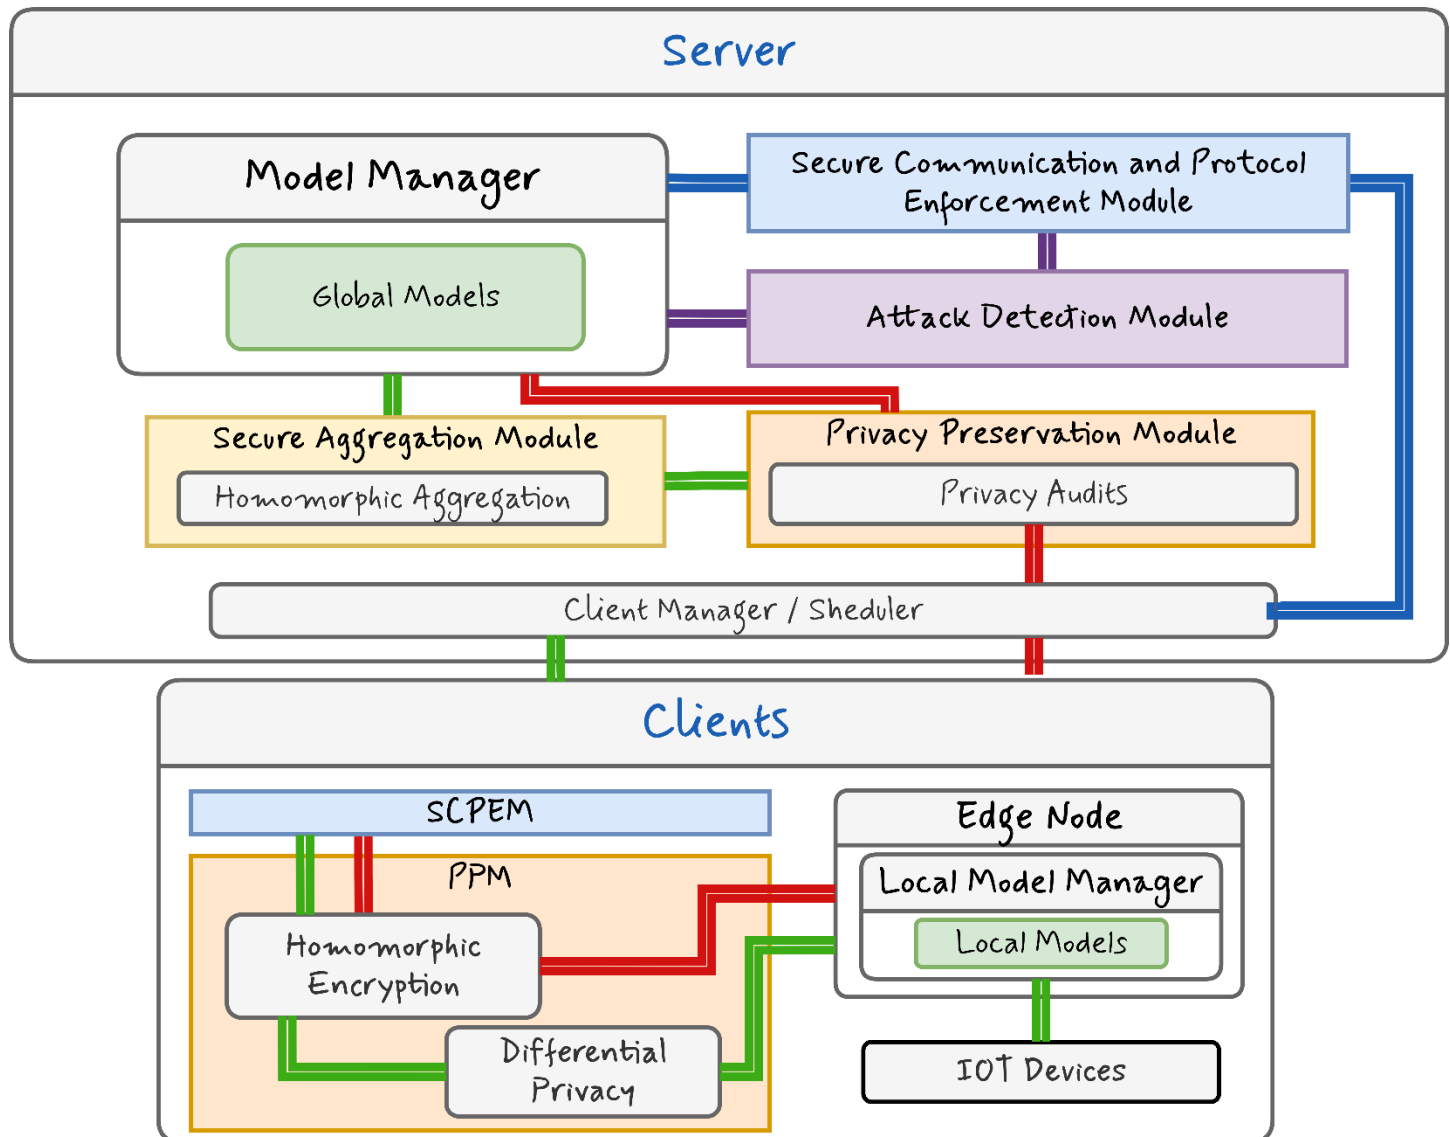 Server
Model Manager
Global Models
Secure Communication and Protocol
Enforcement Module
Attack Detection Module
Secure Aggregation Module
Homomorphic Aggregation
Privacy Preservation Module
Privacy Audits
Client Manager / Sheduler
Clients
SCPEM
PPM
Homomorphic
Encryption
Differential
Privacy
Edge Node
Local Model Manager
Local Models
IOT Devices